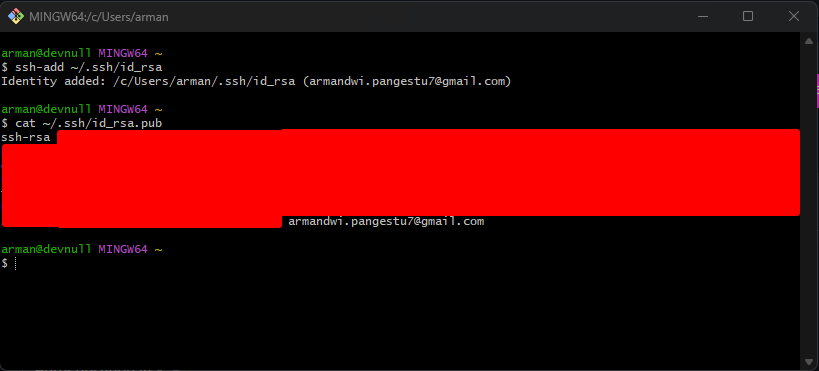 MINGW64:/c/Users/arman
arman@devnull MINGW64 ~
$ ssh-add ~/.ssh/id_rsa
Identity added: /c/Users/arman/.ssh/id_rsa (armandwi.pangestu7@gmail.com)
arman@devnull MINGW64 ~
$ cat ~/.ssh/id_rsa.pub
ssh-rsa
armandwi.pangestu7@gmail.com
arman@devnull MINGW64 ~
$